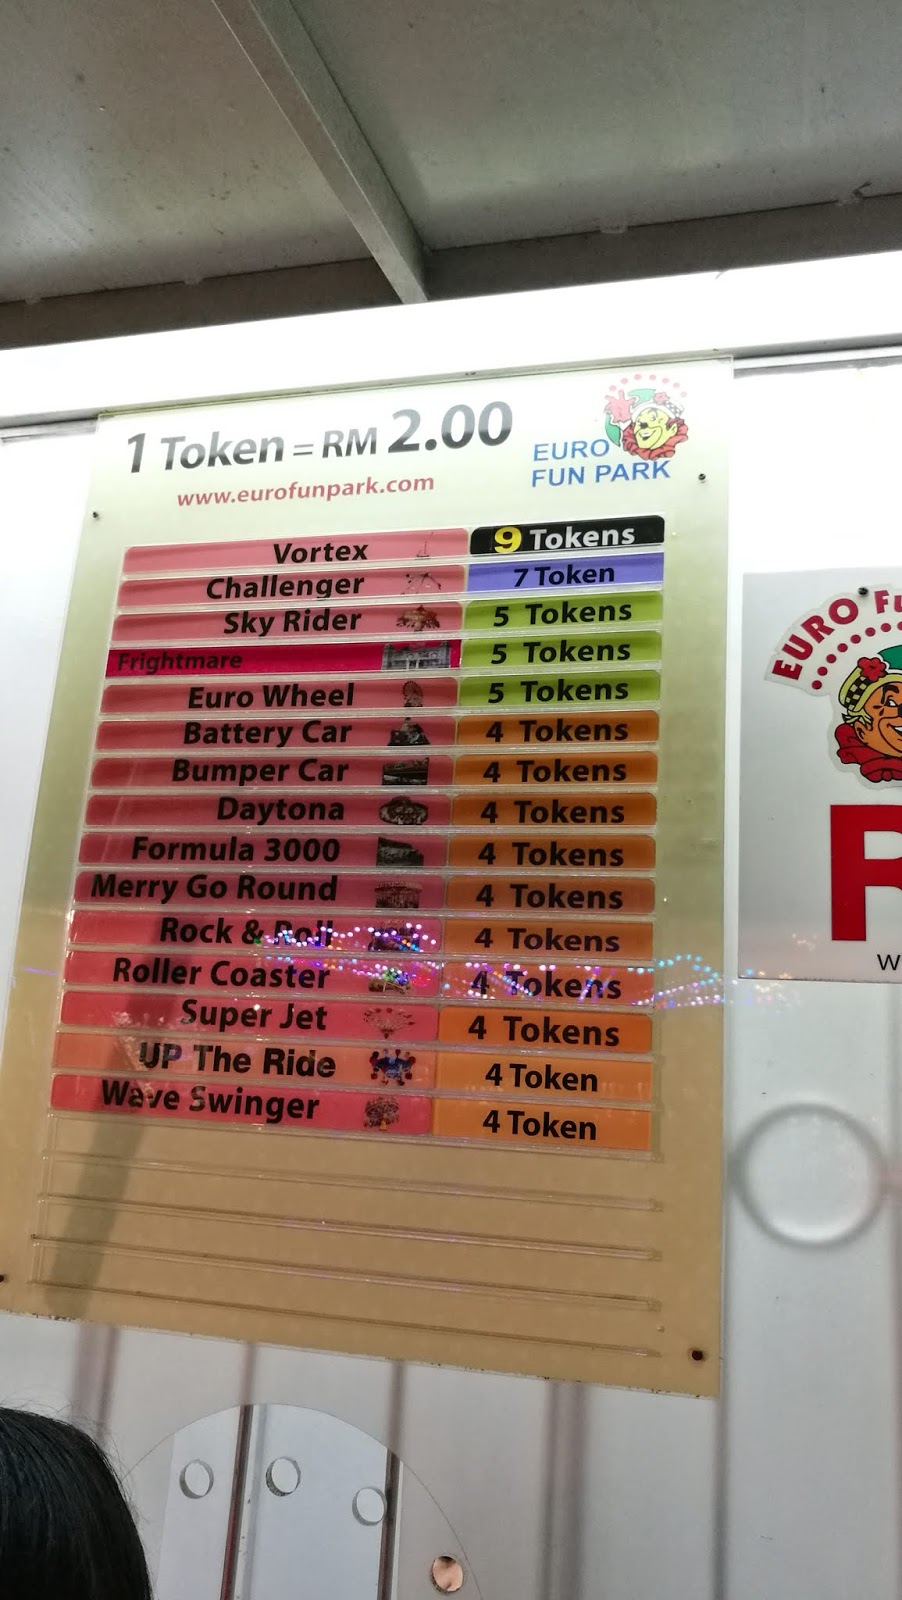 1 Token = RM 2.00
www.eurofunpark.com
EURO
FUN PARK
Vortex 9 Tokens
Challenger 7 Token
Sky Rider 5 Tokens
Frightmare 5 Tokens
Euro Wheel 5 Tokens
Battery Car 4 Tokens
Bumper Car 4 Tokens
Daytona 4 Tokens
Formula 3000 4 Tokens
Merry Go Round 4 Tokens
Rock & Roll 4 Tokens
Roller Coaster 4 Tokens
Super Jet 4 Tokens
UP The Ride 4 Token
Wave Swinger 4 Token
EURO